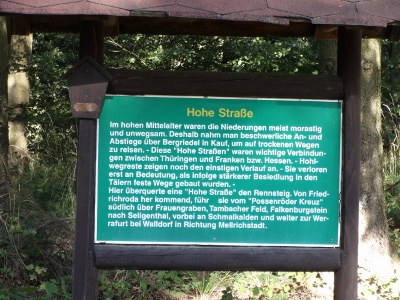 Hohe Straße
Im hohen Mittelalter waren die Niederungen meist morastig
und unwegsam. Deshalb nahm man beschwerliche An- und
Abstiege über Bergriedel in Kauf, um auf trockenen Wegen
zu reisen. - Diese "Hohe Straßen" waren wichtige Verbindun-
gen zwischen Thüringen und Franken bzw. Hessen. - Hohl-
wegreste zeigen noch den einstigen Verlauf an. - Sie verloren
erst an Bedeutung, als infolge stärkerer Besiedlung in den
Tälern feste Wege gebaut wurden. -
Hier überquerte eine "Hohe Straße" den Rennsteig. Von Fried-
richroda her kommend, führ sie vom "Possenröder Kreuz"
südlich über Frauengraben, Tambacher Feld, Falkenburgstein
nach Seligenthal, vorbei an Schmalkalden und weiter zur Wer-
rafurt bei Walldorf in Richtung Mellrichstadt.